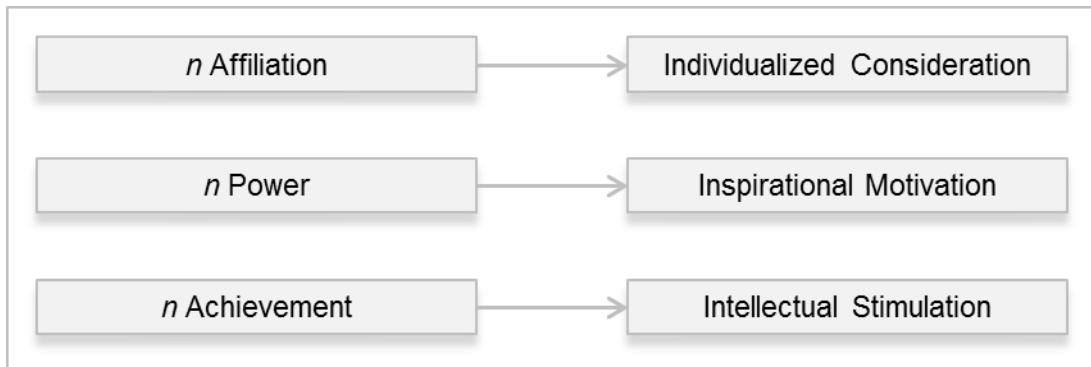 n Affiliation
Individualized Consideration
n Power
Inspirational Motivation
n Achievement
Intellectual Stimulation